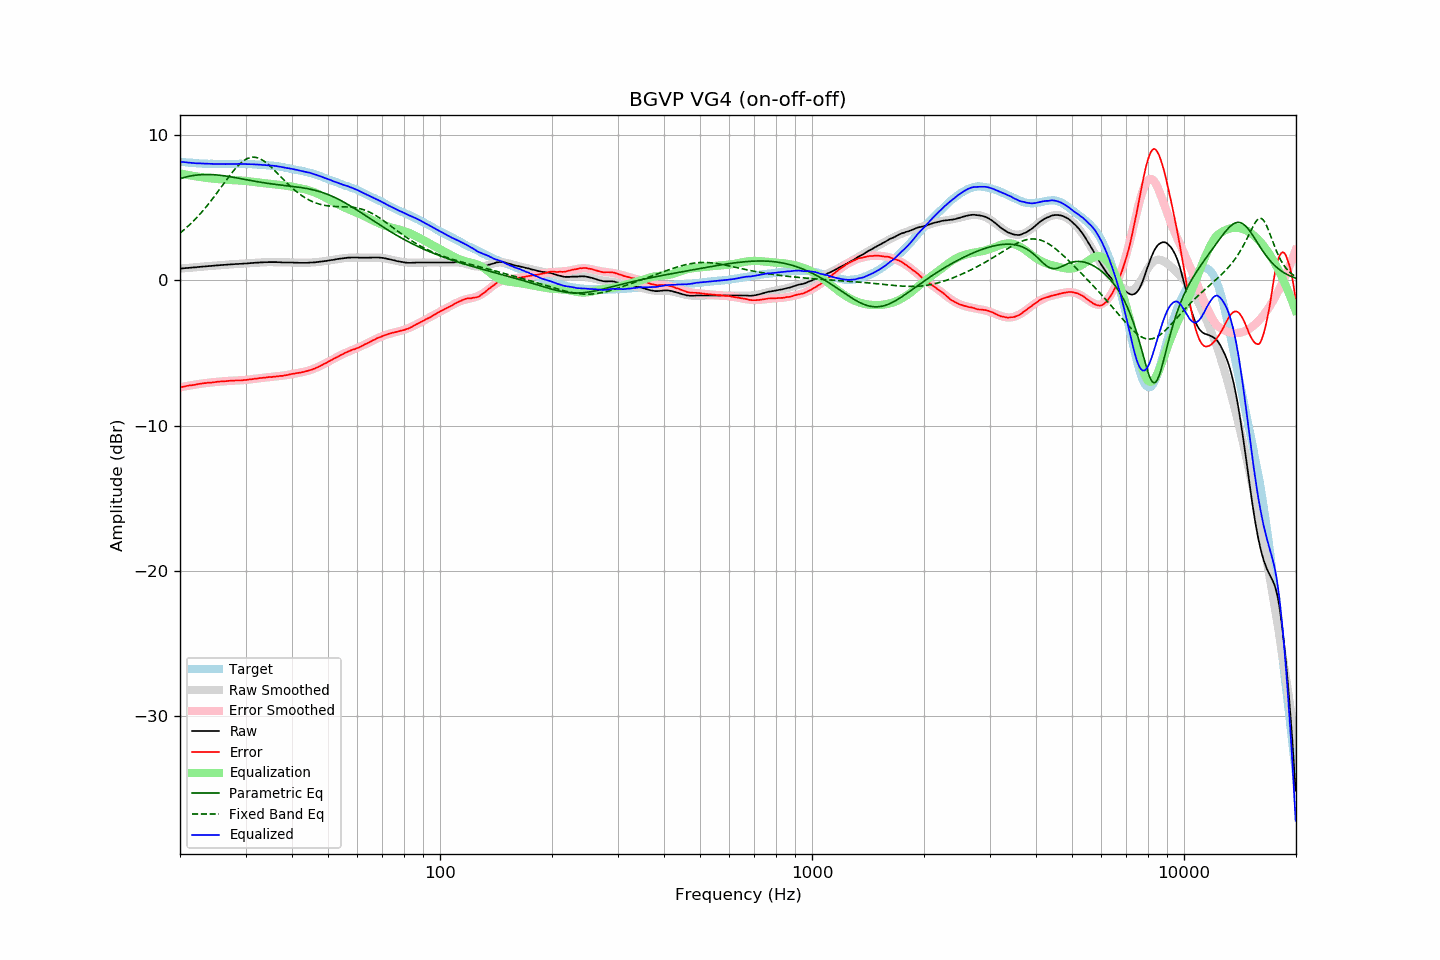 BGVP VG4 (on-off-off)
Amplitude (dBr)
10
0
−10
−20
−30
Target
Raw Smoothed
Error Smoothed
Raw
Error
Equalization
Parametric Eq
Fixed Band Eq
Equalized
100
1000
10000
Frequency (Hz)